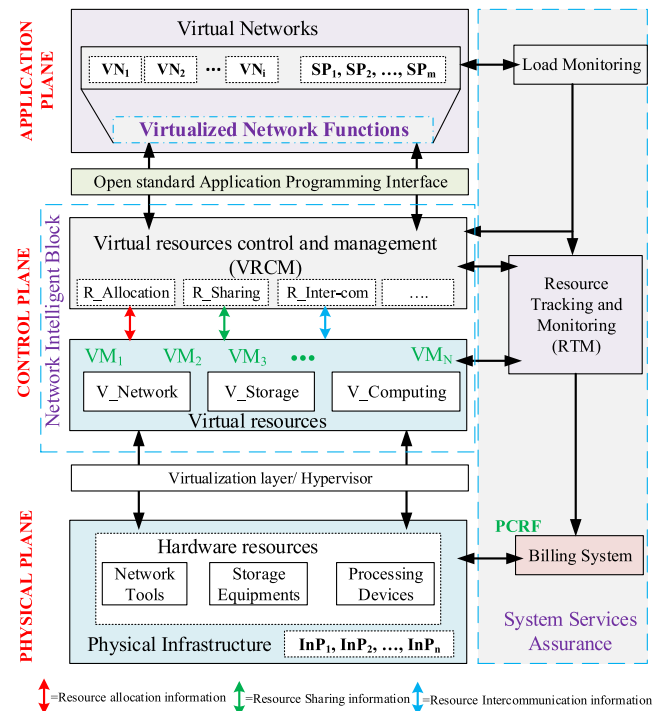 APPLICATION PLANE
Virtual Networks
VN1 VN2 ··· VNi SP1, SP2, …, SPm
Virtualized Network Functions
Load Monitoring
Open standard Application Programming Interface
CONTROL PLANE
Network Intelligent Block
Virtual resources control and management
(VRCM)
R_Allocation R_Sharing R_Inter-com ….
Resource
Tracking and
Monitoring
(RTM)
VM1 VM2 VM3 ••• VMN
V_Network V_Storage V_Computing
Virtual resources
Virtualization layer/ Hypervisor
PHYSICAL PLANE
Hardware resources
Network
Tools
Storage
Equipments
Processing
Devices
Physical Infrastructure InP1, InP2, …, InPn
PCRF
Billing System
System Services
Assurance
=Resource allocation information =Resource Sharing information =Resource Intercommunication information